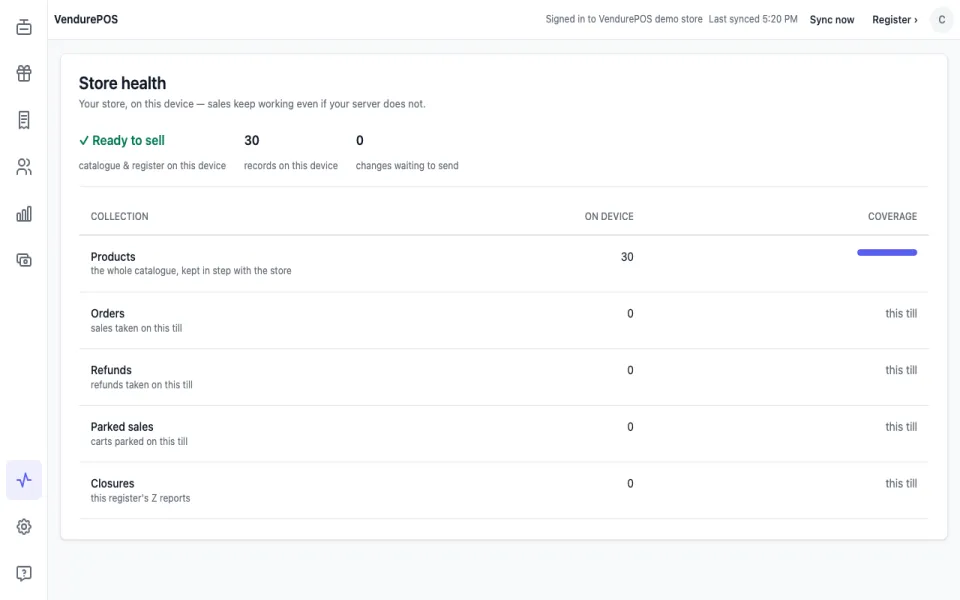 VendurePOS
Signed in to VendurePOS demo store Last synced 5:20 PM Sync now Register › C
Store health
Your store, on this device — sales keep working even if your server does not.
✓ Ready to sell 30 0
catalogue & register on this device records on this device changes waiting to send
COLLECTION ON DEVICE COVERAGE
Products 30
the whole catalogue, kept in step with the store
Orders 0 this till
sales taken on this till
Refunds 0 this till
refunds taken on this till
Parked sales 0 this till
carts parked on this till
Closures 0 this till
this register's Z reports